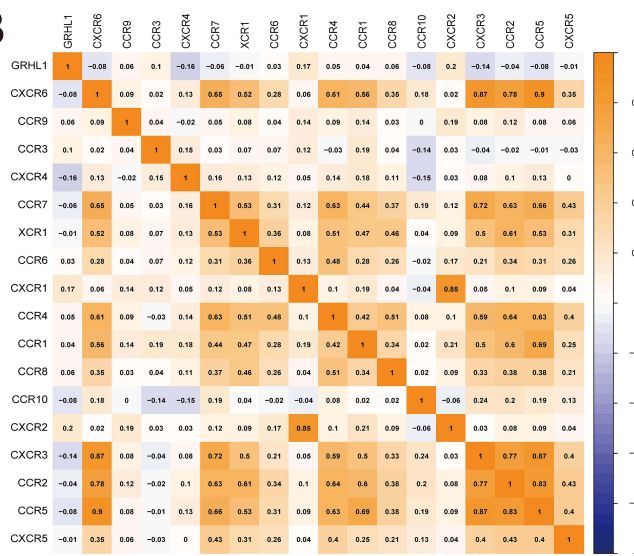 B
GRHL1 CXCR6 CCR9 CCR3 CXCR4 CCR7 XCR1 CCR6 CXCR1 CCR4 CCR1 CCR8 CCR10 CXCR2 CXCR3 CCR2 CCR5 CXCR5
GRHL1 1 −0.08 0.06 0.1 −0.16 −0.06 −0.01 0.03 0.17 0.05 0.04 0.06 −0.08 0.2 −0.14 −0.04 −0.08 −0.01
CXCR6 −0.08 1 0.09 0.02 0.13 0.65 0.52 0.28 0.06 0.61 0.56 0.35 0.18 0.02 0.87 0.78 0.9 0.35
CCR9 0.06 0.09 1 0.04 −0.02 0.05 0.08 0.04 0.14 0.09 0.14 0.03 0 0.19 0.08 0.12 0.08 0.06
CCR3 0.1 0.02 0.04 1 0.15 0.03 0.07 0.07 0.12 −0.03 0.19 0.04 −0.14 0.03 −0.04 −0.02 −0.01 −0.03
CXCR4 −0.16 0.13 −0.02 0.15 1 0.16 0.13 0.12 0.05 0.14 0.18 0.11 −0.15 0.03 0.08 0.1 0.13 0
CCR7 −0.06 0.65 0.05 0.03 0.16 1 0.53 0.31 0.12 0.63 0.44 0.37 0.19 0.12 0.72 0.63 0.66 0.43
XCR1 −0.01 0.52 0.08 0.07 0.13 0.53 1 0.36 0.08 0.51 0.47 0.46 0.04 0.09 0.5 0.61 0.53 0.31
CCR6 0.03 0.28 0.04 0.07 0.12 0.31 0.36 1 0.13 0.48 0.28 0.26 −0.02 0.17 0.21 0.34 0.31 0.26
CXCR1 0.17 0.06 0.14 0.12 0.05 0.12 0.08 0.13 1 0.1 0.19 0.04 −0.04 0.85 0.05 0.1 0.09 0.04
CCR4 0.05 0.61 0.09 −0.03 0.14 0.63 0.51 0.48 0.1 1 0.42 0.51 0.08 0.1 0.59 0.64 0.63 0.4
CCR1 0.04 0.56 0.14 0.19 0.18 0.44 0.47 0.28 0.19 0.42 1 0.34 0.02 0.21 0.5 0.6 0.69 0.25
CCR8 0.06 0.35 0.03 0.04 0.11 0.37 0.46 0.26 0.04 0.51 0.34 1 0.02 0.09 0.33 0.38 0.38 0.21
CCR10 −0.08 0.18 0 −0.14 −0.15 0.19 0.04 −0.02 −0.04 0.08 0.02 0.02 1 −0.06 0.24 0.2 0.19 0.13
CXCR2 0.2 0.02 0.19 0.03 0.03 0.12 0.09 0.17 0.85 0.1 0.21 0.09 −0.06 1 0.03 0.08 0.09 0.04
CXCR3 −0.14 0.87 0.08 −0.04 0.08 0.72 0.5 0.21 0.05 0.59 0.5 0.33 0.24 0.03 1 0.77 0.87 0.4
CCR2 −0.04 0.78 0.12 −0.02 0.1 0.63 0.61 0.34 0.1 0.64 0.6 0.38 0.2 0.08 0.77 1 0.83 0.43
CCR5 −0.08 0.9 0.08 −0.01 0.13 0.66 0.53 0.31 0.09 0.63 0.69 0.38 0.19 0.09 0.87 0.83 1 0.4
CXCR5 −0.01 0.35 0.06 −0.03 0 0.43 0.31 0.26 0.04 0.4 0.25 0.21 0.13 0.04 0.4 0.43 0.4 1